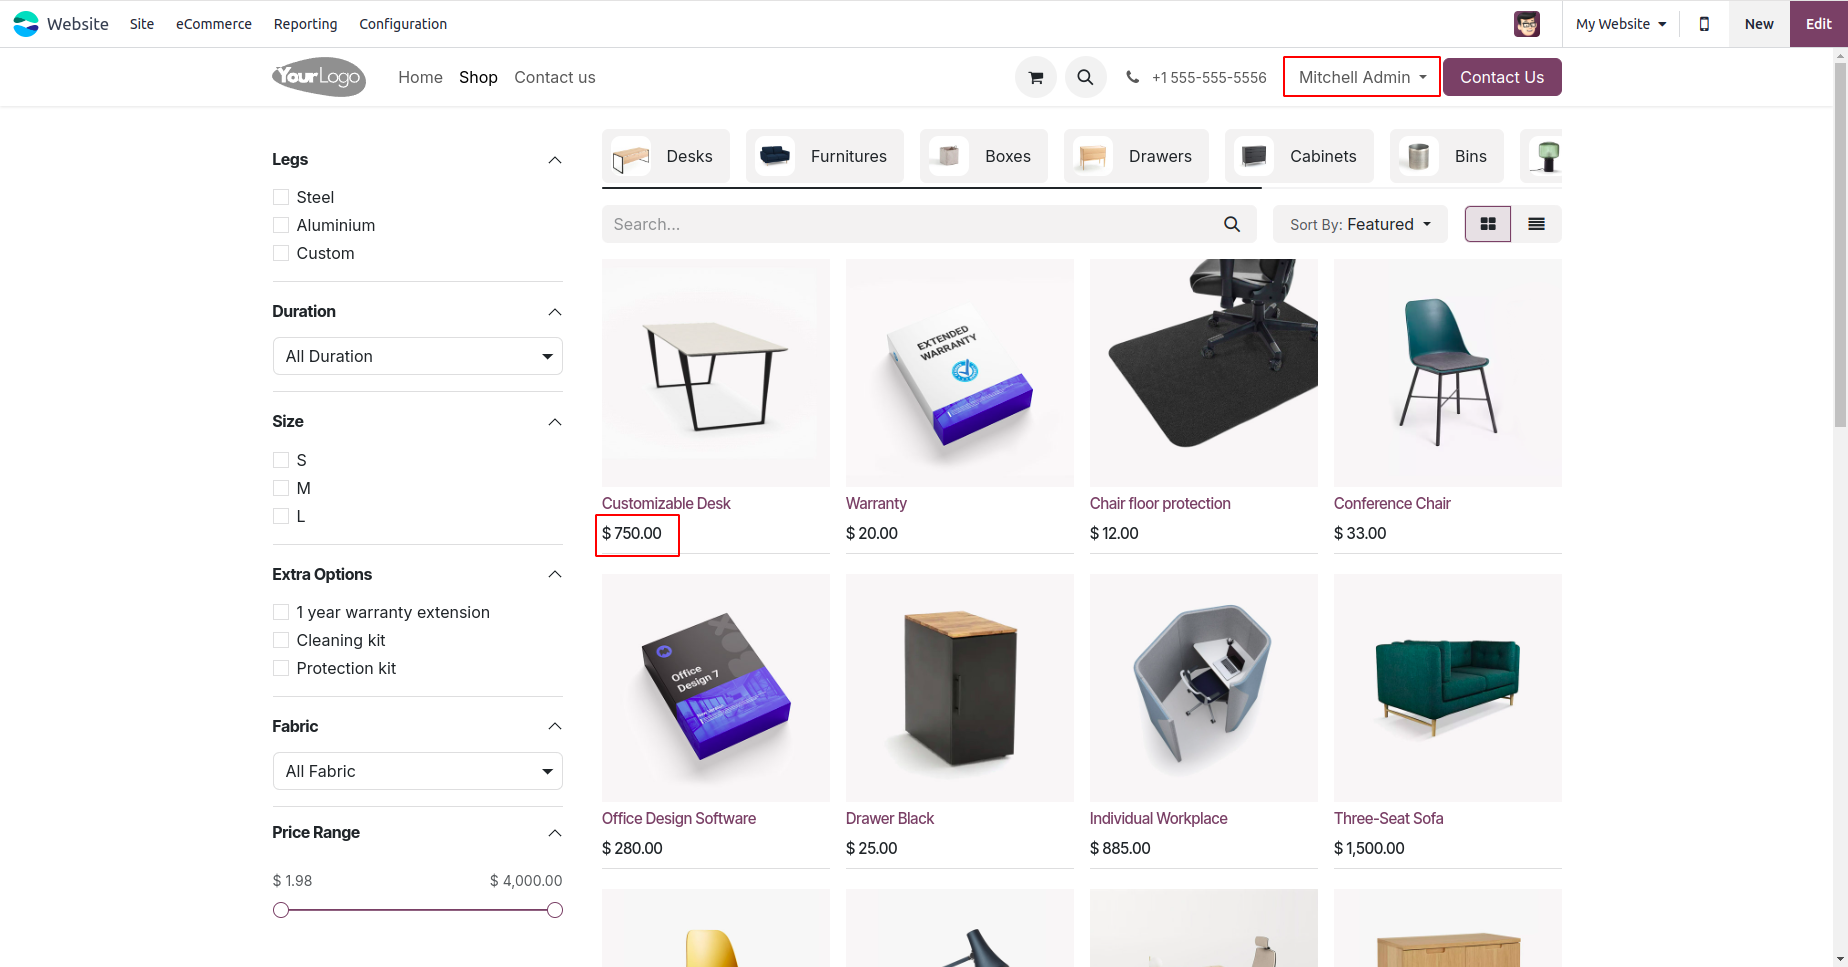 Website Site eCommerce Reporting Configuration My Website New Edit
YourLogo Home Shop Contact us +1 555-555-5556 Mitchell Admin Contact Us
Legs
Steel
Aluminium
Custom
Duration
All Duration
Size
S
M
L
Extra Options
1 year warranty extension
Cleaning kit
Protection kit
Fabric
All Fabric
Price Range
$ 1.98 $ 4,000.00
Desks Furnitures Boxes Drawers Cabinets Bins
Search... Sort By: Featured
EXTENDED
WARRANTY
Customizable Desk Warranty Chair floor protection Conference Chair
$ 750.00 $ 20.00 $ 12.00 $ 33.00
Office
Design 7
Office Design Software Drawer Black Individual Workplace Three-Seat Sofa
$ 280.00 $ 25.00 $ 885.00 $ 1,500.00